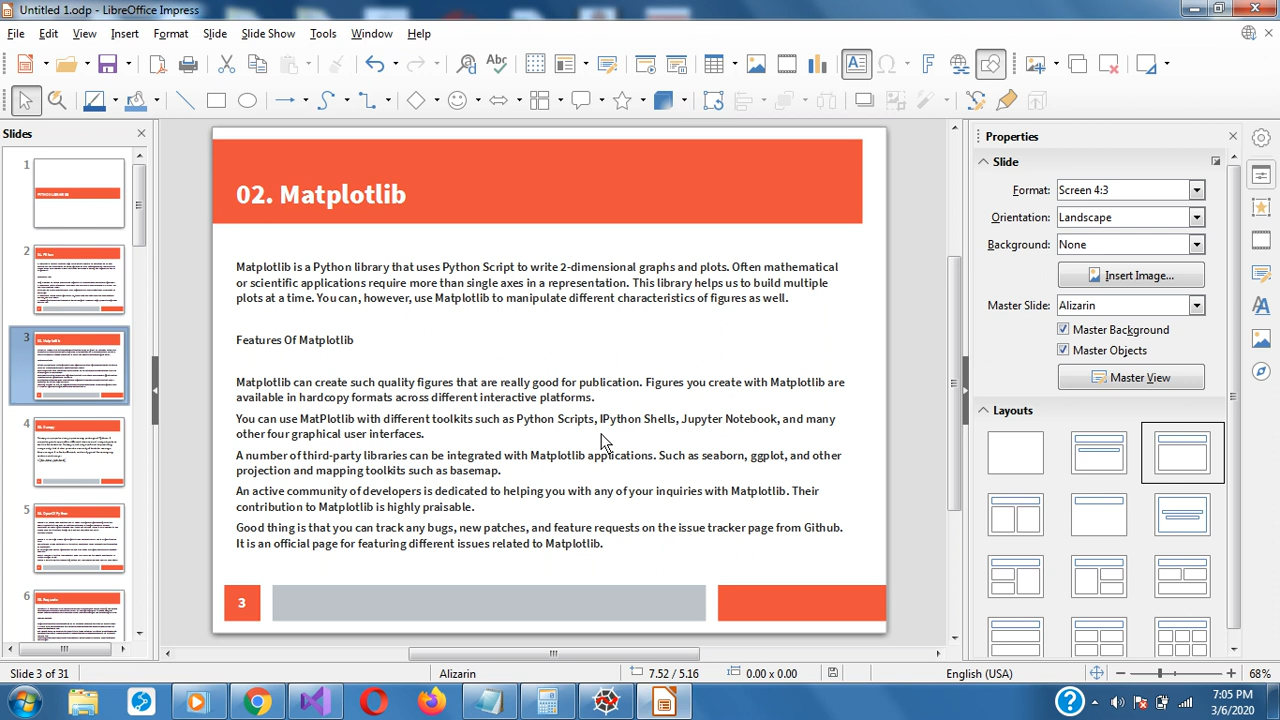 Untitled 1.odp - LibreOffice Impress
File Edit View Insert Format Slide Slide Show Tools Window Help
Slides
Properties
1
2
3
4
5
6
02. Matplotlib
Matplotlib is a Python library that uses Python Script to write 2-dimensional graphs and plots. Often mathematical
or scientific applications require more than single axes in a representation. This library helps us to build multiple
plots at a time. You can, however, use Matplotlib to manipulate different characteristics of figures as well.
Features Of Matplotlib
Matplotlib can create such quality figures that are really good for publication. Figures you create with Matplotlib are
available in hardcopy formats across different interactive platforms.
You can use MatPlotlib with different toolkits such as Python Scripts, IPython Shells, Jupyter Notebook, and many
other four graphical user interfaces.
A number of third-party libraries can be integrated with Matplotlib applications. Such as seaborn, ggplot, and other
projection and mapping toolkits such as basemap.
An active community of developers is dedicated to helping you with any of your inquiries with Matplotlib. Their
contribution to Matplotlib is highly praisable.
Good thing is that you can track any bugs, new patches, and feature requests on the issue tracker page from Github.
It is an official page for featuring different issues related to Matplotlib.
3
Slide
Format: Screen 4:3
Orientation: Landscape
Background: None
Insert Image...
Master Slide: Alizarin
Master Background
Master Objects
Master View
Layouts
Slide 3 of 31
Alizarin
7.52 / 5.16
0.00 x 0.00
English (USA)
68%
7:05 PM
3/6/2020